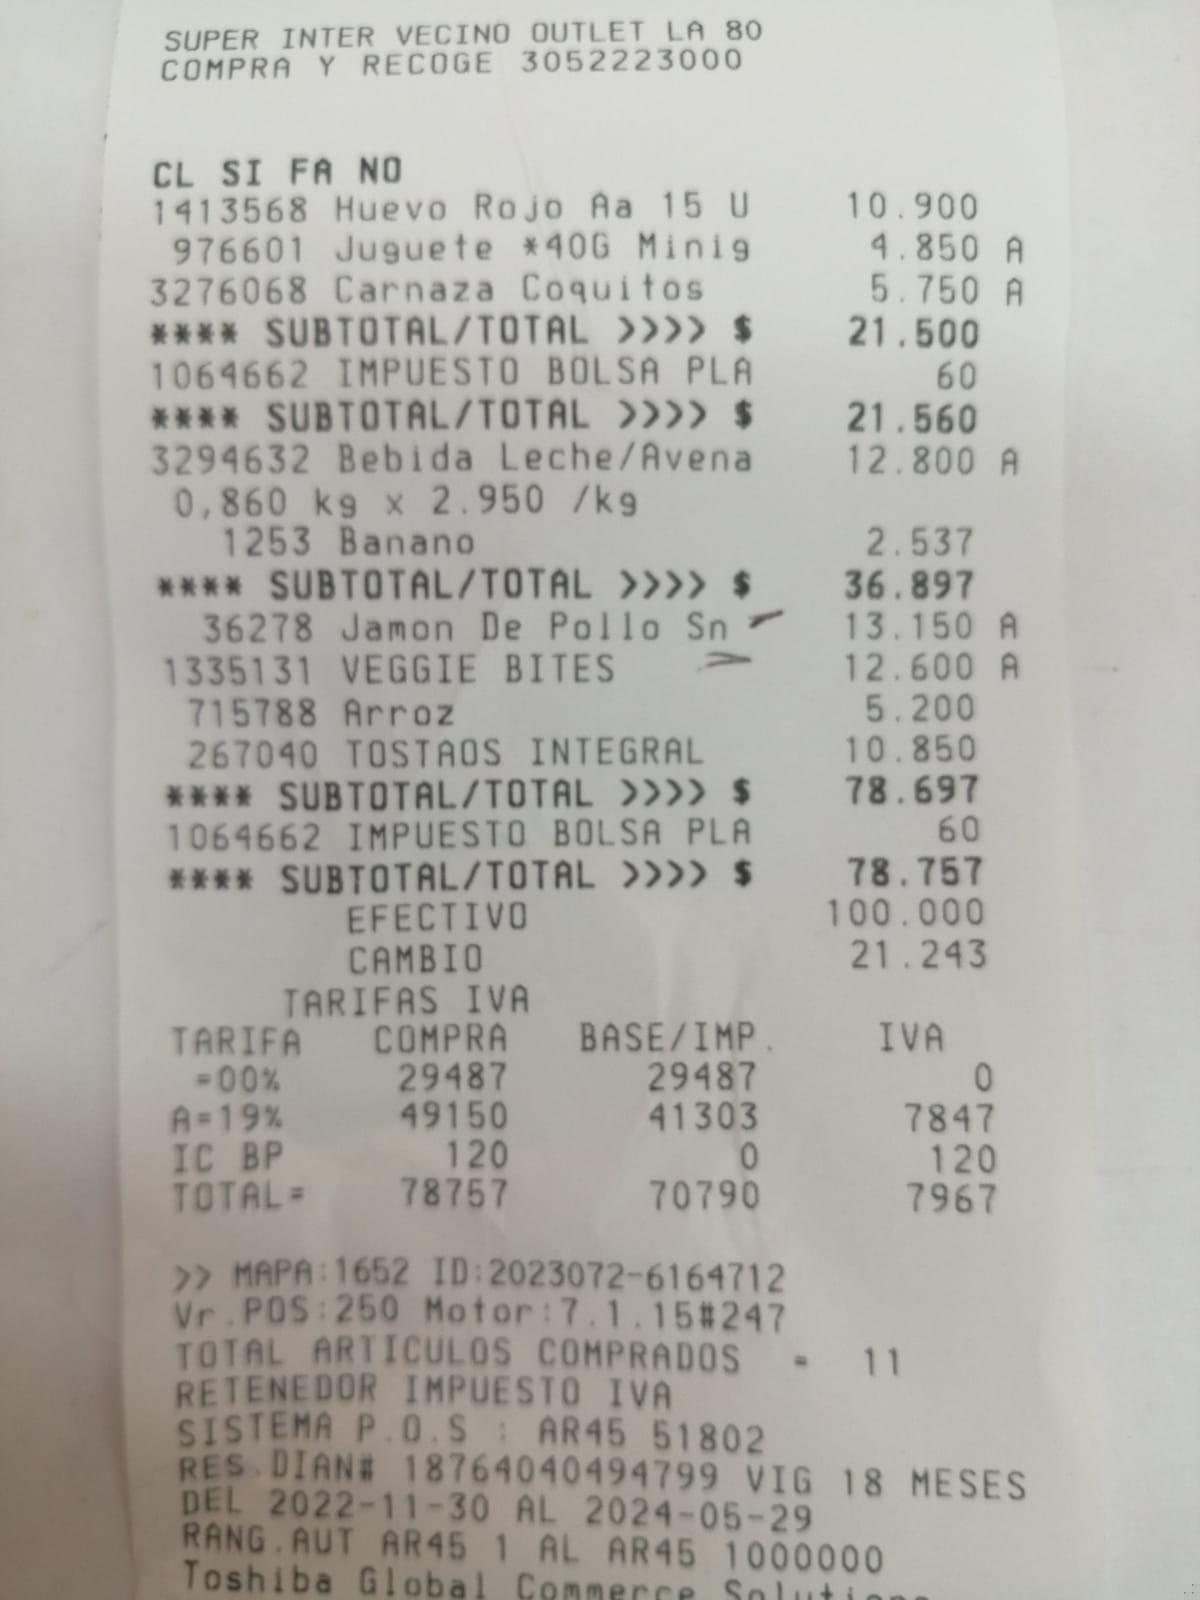 SUPER INTER VECINO OUTLET LA 80
COMPRA Y RECOGE 3052223000
CL SI FA NO
1413568 Huevo Rojo Aa 15 U 10.900
976601 Juguete *40G Minig 4.850 A
3276068 Carnaza Coquitos 5.750 A
**** SUBTOTAL/TOTAL >>>> $ 21.500
1064662 IMPUESTO BOLSA PLA 60
**** SUBTOTAL/TOTAL >>>> $ 21.560
3294632 Bebida Leche/Avena 12.800 A
0,860 kg x 2.950 /kg
1253 Banano 2.537
**** SUBTOTAL/TOTAL >>>> $ 36.897
36278 Jamon De Pollo Sn 13.150 A
1335131 VEGGIE BITES 12.600 A
715788 Arroz 5.200
267040 TOSTAOS INTEGRAL 10.850
**** SUBTOTAL/TOTAL >>>> $ 78.697
1064662 IMPUESTO BOLSA PLA 60
**** SUBTOTAL/TOTAL >>>> $ 78.757
EFECTIVO 100.000
CAMBIO 21.243
TARIFAS IVA
TARIFA COMPRA BASE/IMP. IVA
=00% 29487 29487 0
A=19% 49150 41303 7847
IC BP 120 0 120
TOTAL= 78757 70790 7967
>> MAPA:1652 ID:2023072-6164712
Vr.POS:250 Motor:7.1.15#247
TOTAL ARTICULOS COMPRADOS = 11
RETENEDOR IMPUESTO IVA
SISTEMA P.O.S : AR45 51802
RES.DIAN# 18764040494799 VIG 18 MESES
DEL 2022-11-30 AL 2024-05-29
RANG.AUT AR45 1 AL AR45 1000000
Toshiba Global Commerce Solutions